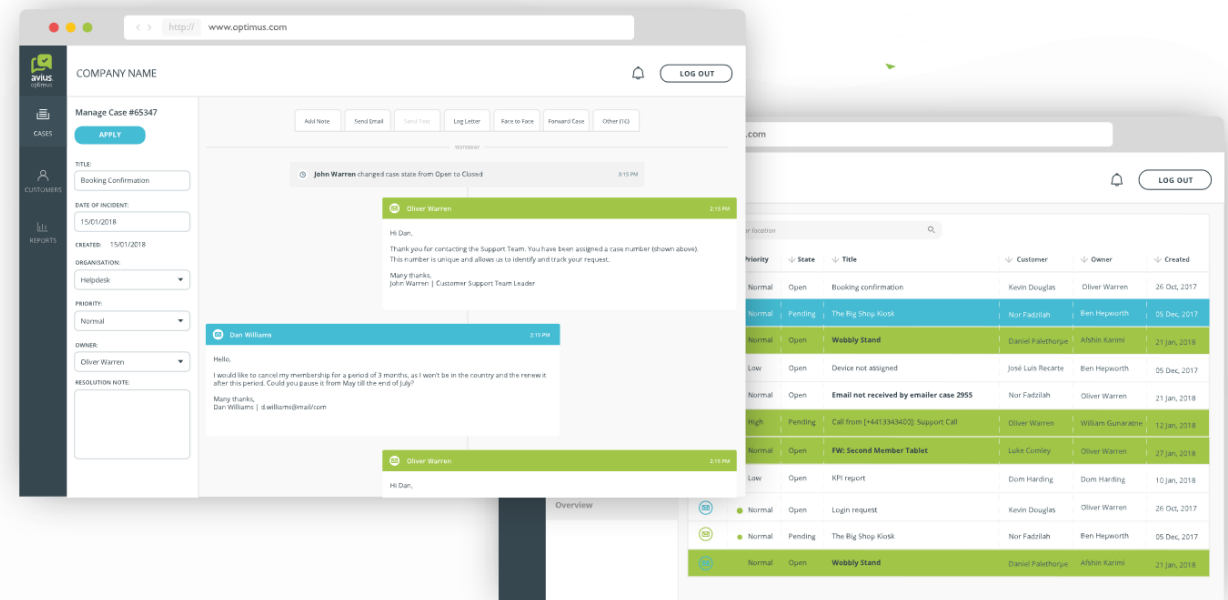 http://
www.optimus.com
avius
optimus
COMPANY NAME
LOG OUT
CASES
CUSTOMERS
REPORTS
Manage Case #65347
APPLY
TITLE:
Booking Confirmation
DATE OF INCIDENT:
15/01/2018
CREATED: 15/01/2018
ORGANISATION:
Helpdesk
PRIORITY:
Normal
OWNER:
Oliver Warren
RESOLUTION NOTE:
Add Note
Send Email
Send Text
Log Letter
Face to Face
Forward Case
Other (10)
Yesterday
John Warren changed case state from Open to Closed
3:15 PM
Oliver Warren
2:15 PM
Hi Dan,
Thank you for contacting the Support Team. You have been assigned a case number (shown above).
This number is unique and allows us to identify and track your request.
Many thanks,
John Warren | Customer Support Team Leader
Dan Williams
2:15 PM
Hello,
I would like to cancel my membership for a period of 3 months, as I won't be in the country and the renew it
after this period. Could you pause it from May till the end of July?
Many thanks,
Dan Williams | d.williams@mail/com
Oliver Warren
2:15 PM
Hi Dan,
.com
LOG OUT
or location
Priority State Title Customer Owner Created
Normal Open Booking confirmation Kevin Douglas Oliver Warren 26 Oct, 2017
Normal Pending The Big Shop Kiosk Nor Fadzilah Ben Hepworth 05 Dec, 2017
Normal Open Wobbly Stand Daniel Palethorpe Afshin Karimi 21 Jan, 2018
Low Open Device not assigned José Luis Recarte Ben Hepworth 05 Dec, 2017
Normal Open Email not received by emailer case 2955 Nor Fadzilah Oliver Warren 21 Jan, 2018
High Pending Call from [+4413343400]: Support Call Oliver Warren William Gunaratne 12 Jan, 2018
Normal Open FW: Second Member Tablet Luke Comley Oliver Warren 27 Jan, 2018
Low Open KPI report Dom Harding Dom Harding 10 Jan, 2018
Normal Open Login request Kevin Douglas Oliver Warren 26 Oct, 2017
Normal Pending The Big Shop Kiosk Nor Fadzilah Ben Hepworth 05 Dec, 2017
Normal Open Wobbly Stand Daniel Palethorpe Afshin Karimi 21 Jan, 2018
Overview